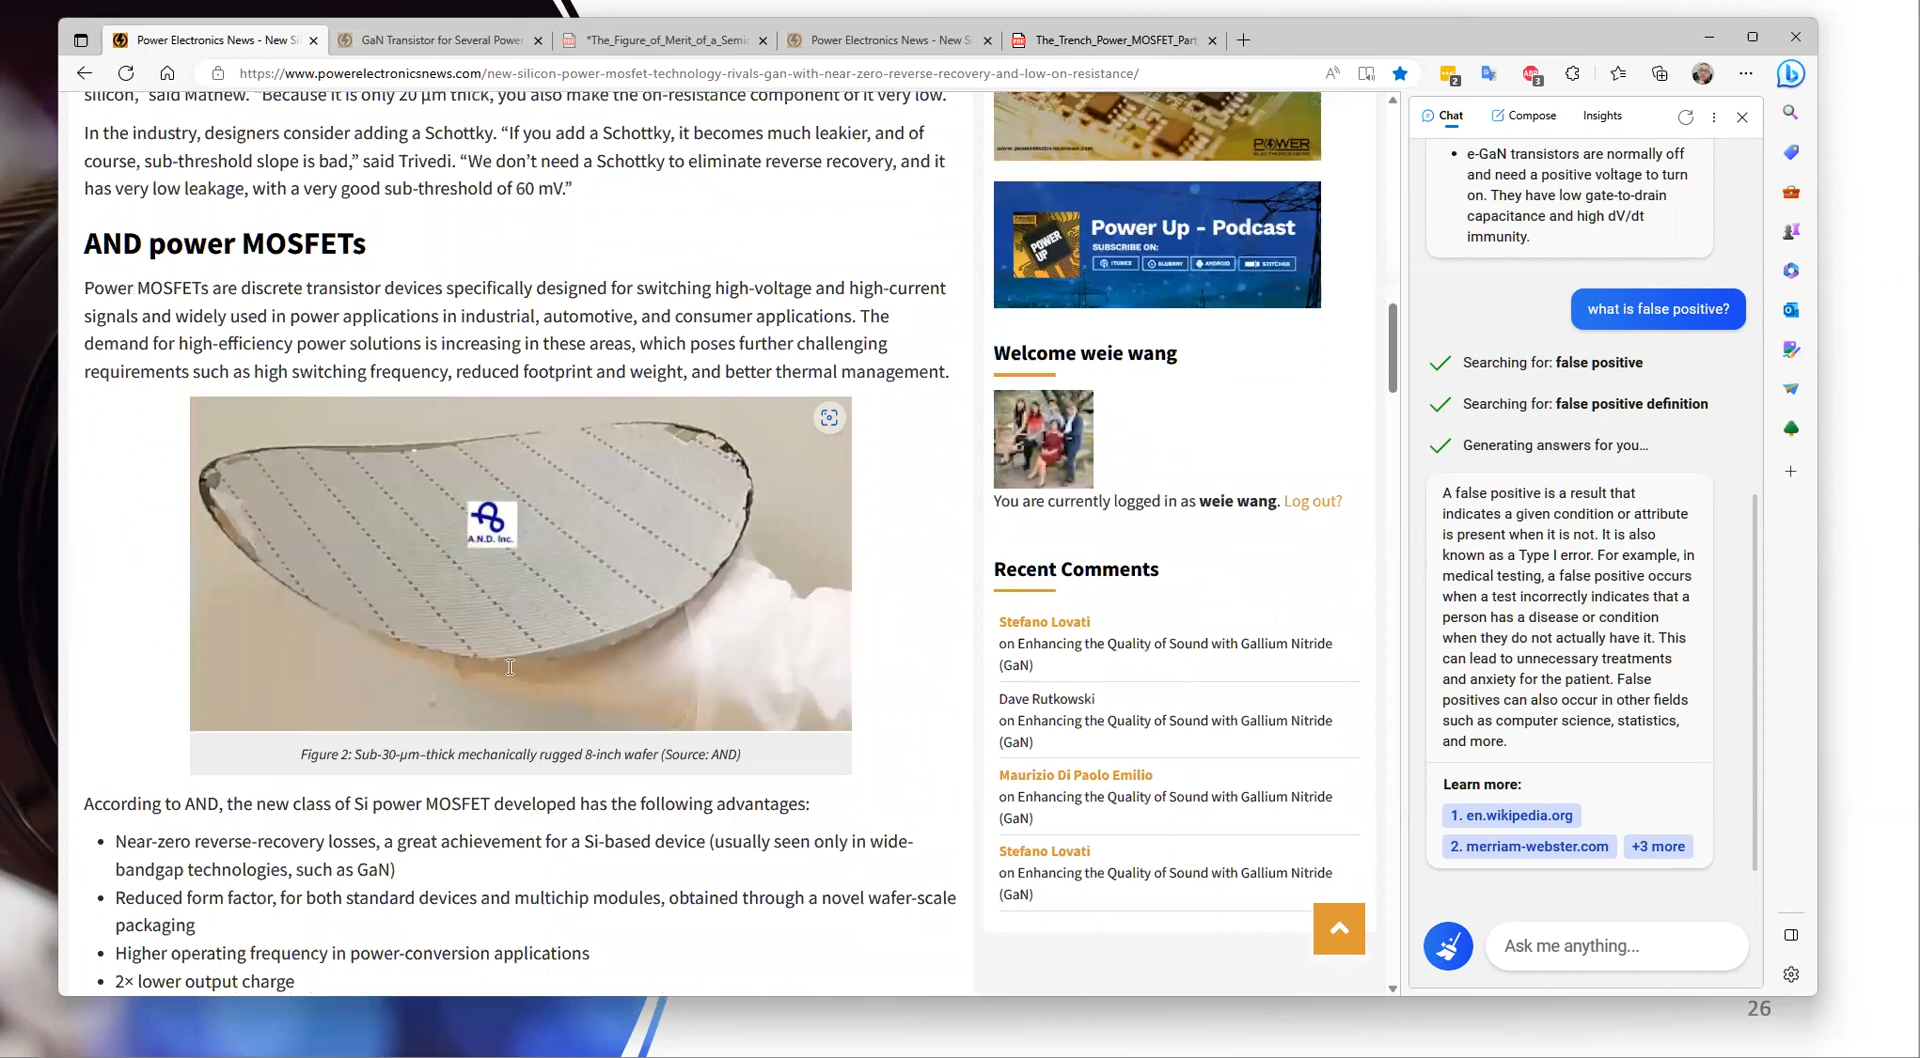 Power Electronics News - New Si
GaN Transistor for Several Power
*The_Figure_of_Merit_of_a_Semic
Power Electronics News - New S
The_Trench_Power_MOSFET_Part
https://www.powerelectronicsnews.com/new-silicon-power-mosfet-technology-rivals-gan-with-near-zero-reverse-recovery-and-low-on-resistance/
silicon,” said Mathew. “Because it is only 20 μm thick, you also make the on-resistance component of it very low.
In the industry, designers consider adding a Schottky. “If you add a Schottky, it becomes much leakier, and of
course, sub-threshold slope is bad,” said Trivedi. “We don’t need a Schottky to eliminate reverse recovery, and it
has very low leakage, with a very good sub-threshold of 60 mV.”
AND power MOSFETs
Power MOSFETs are discrete transistor devices specifically designed for switching high-voltage and high-current
signals and widely used in power applications in industrial, automotive, and consumer applications. The
demand for high-efficiency power solutions is increasing in these areas, which poses further challenging
requirements such as high switching frequency, reduced footprint and weight, and better thermal management.
A.N.D. Inc.
Figure 2: Sub-30-μm–thick mechanically rugged 8-inch wafer (Source: AND)
According to AND, the new class of Si power MOSFET developed has the following advantages:
• Near-zero reverse-recovery losses, a great achievement for a Si-based device (usually seen only in wide-
bandgap technologies, such as GaN)
• Reduced form factor, for both standard devices and multichip modules, obtained through a novel wafer-scale
packaging
• Higher operating frequency in power-conversion applications
• 2× lower output charge
www.powerelectronicsnews.com
POWER
ELECTRONICS NEWS
POWER UP
Power Up - Podcast
SUBSCRIBE ON:
ITUNES
BLUBRRY
ANDROID
STITCHER
Welcome weie wang
You are currently logged in as weie wang. Log out?
Recent Comments
Stefano Lovati
on Enhancing the Quality of Sound with Gallium Nitride
(GaN)
Dave Rutkowski
on Enhancing the Quality of Sound with Gallium Nitride
(GaN)
Maurizio Di Paolo Emilio
on Enhancing the Quality of Sound with Gallium Nitride
(GaN)
Stefano Lovati
on Enhancing the Quality of Sound with Gallium Nitride
(GaN)
2
ABP
3
Chat
Compose
Insights
• e-GaN transistors are normally off
and need a positive voltage to turn
on. They have low gate-to-drain
capacitance and high dV/dt
immunity.
what is false positive?
Searching for: false positive
Searching for: false positive definition
Generating answers for you...
A false positive is a result that
indicates a given condition or attribute
is present when it is not. It is also
known as a Type I error. For example, in
medical testing, a false positive occurs
when a test incorrectly indicates that a
person has a disease or condition
when they do not actually have it. This
can lead to unnecessary treatments
and anxiety for the patient. False
positives can also occur in other fields
such as computer science, statistics,
and more.
Learn more:
1. en.wikipedia.org
2. merriam-webster.com
+3 more
Ask me anything...
26